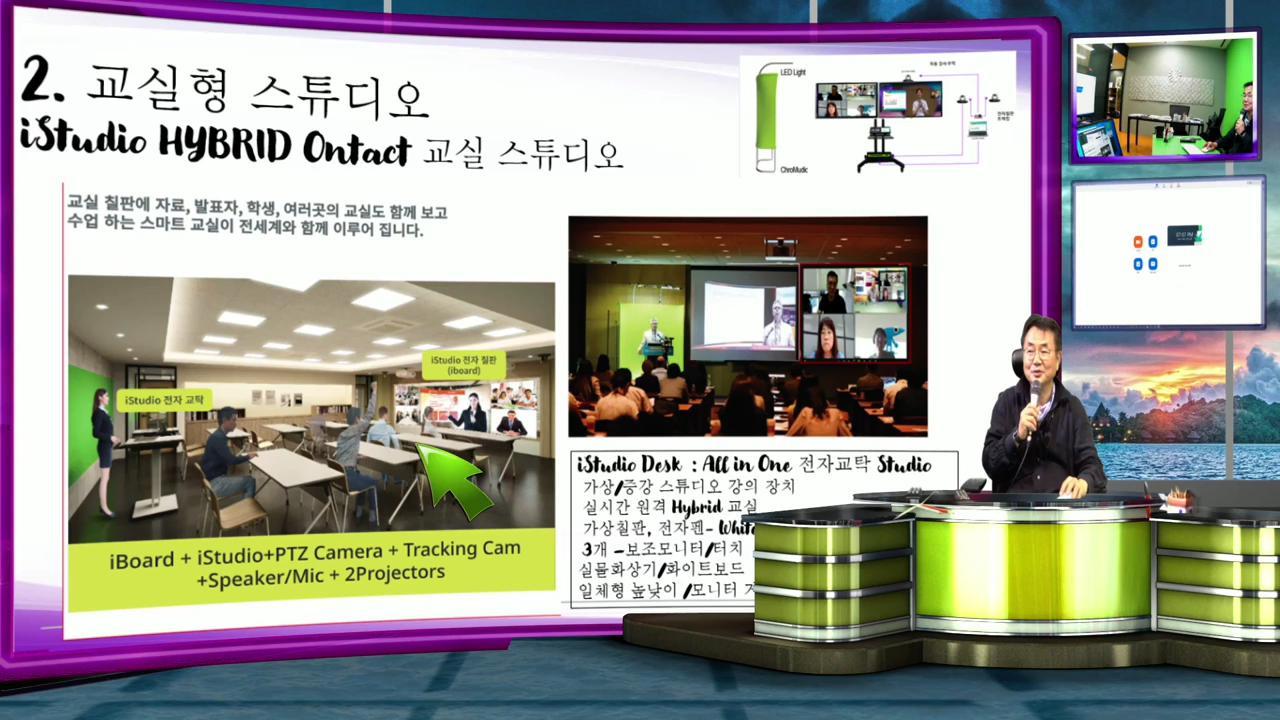 2. 교실형 스튜디오
iStudio HYBRID Ontact 교실 스튜디오
LED Light
ChroMudic
교실 칠판에 자료, 발표자, 학생, 여러곳의 교실도 함께 보고
수업 하는 스마트 교실이 전세계와 함께 이루어 집니다.
iStudio 전자 교탁
iStudio 전자 칠판
(iboard)
iBoard + iStudio+PTZ Camera + Tracking Cam
+Speaker/Mic + 2Projectors
iStudio Desk : All in One 전자교탁 Studio
가상/증강 스튜디오 강의 장치
실시간 원격 Hybrid 교실
가상칠판, 전자펜- White
3개 -보조모니터/터치
실물화상기/화이트보드
일체형 높낮이 /모니터